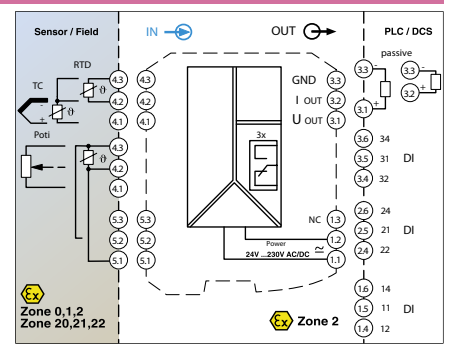 Sensor / Field
IN
OUT
PLC / DCS
passive
RTD
TC
Poti
ϑ
ϑ
ϑ
- +
4.3 4.3
4.2 4.2
4.1 4.1
4.3
4.2
4.1
5.3 5.3
5.2 5.2
5.1 5.1
GND 3.3
I OUT 3.2
U OUT 3.1
3x
NC 1.3
Power 1.2
24V ...230V AC/DC 1.1
3.3 - 3.3 -
3.1 + 3.2 +
3.6 34
3.5 31 DI
3.4 32
2.6 24
2.5 21 DI
2.4 22
1.6 14
1.5 11 DI
1.4 12
Ex
Zone 0,1,2
Zone 20,21,22
Ex Zone 2